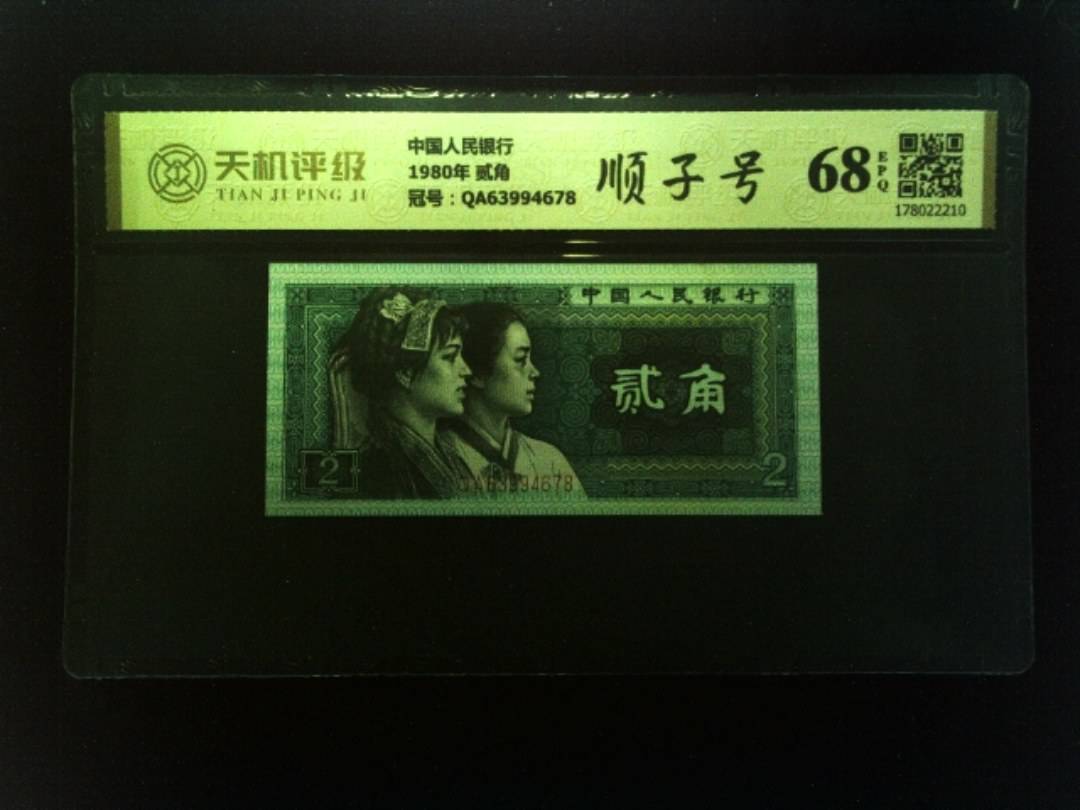 天机评级
TIAN JI PING JI
中国人民银行
1980年 贰角
冠号：QA63994678
顺子号
68
EPQ
178022210
中国人民银行
贰角
2
QA63994678
2